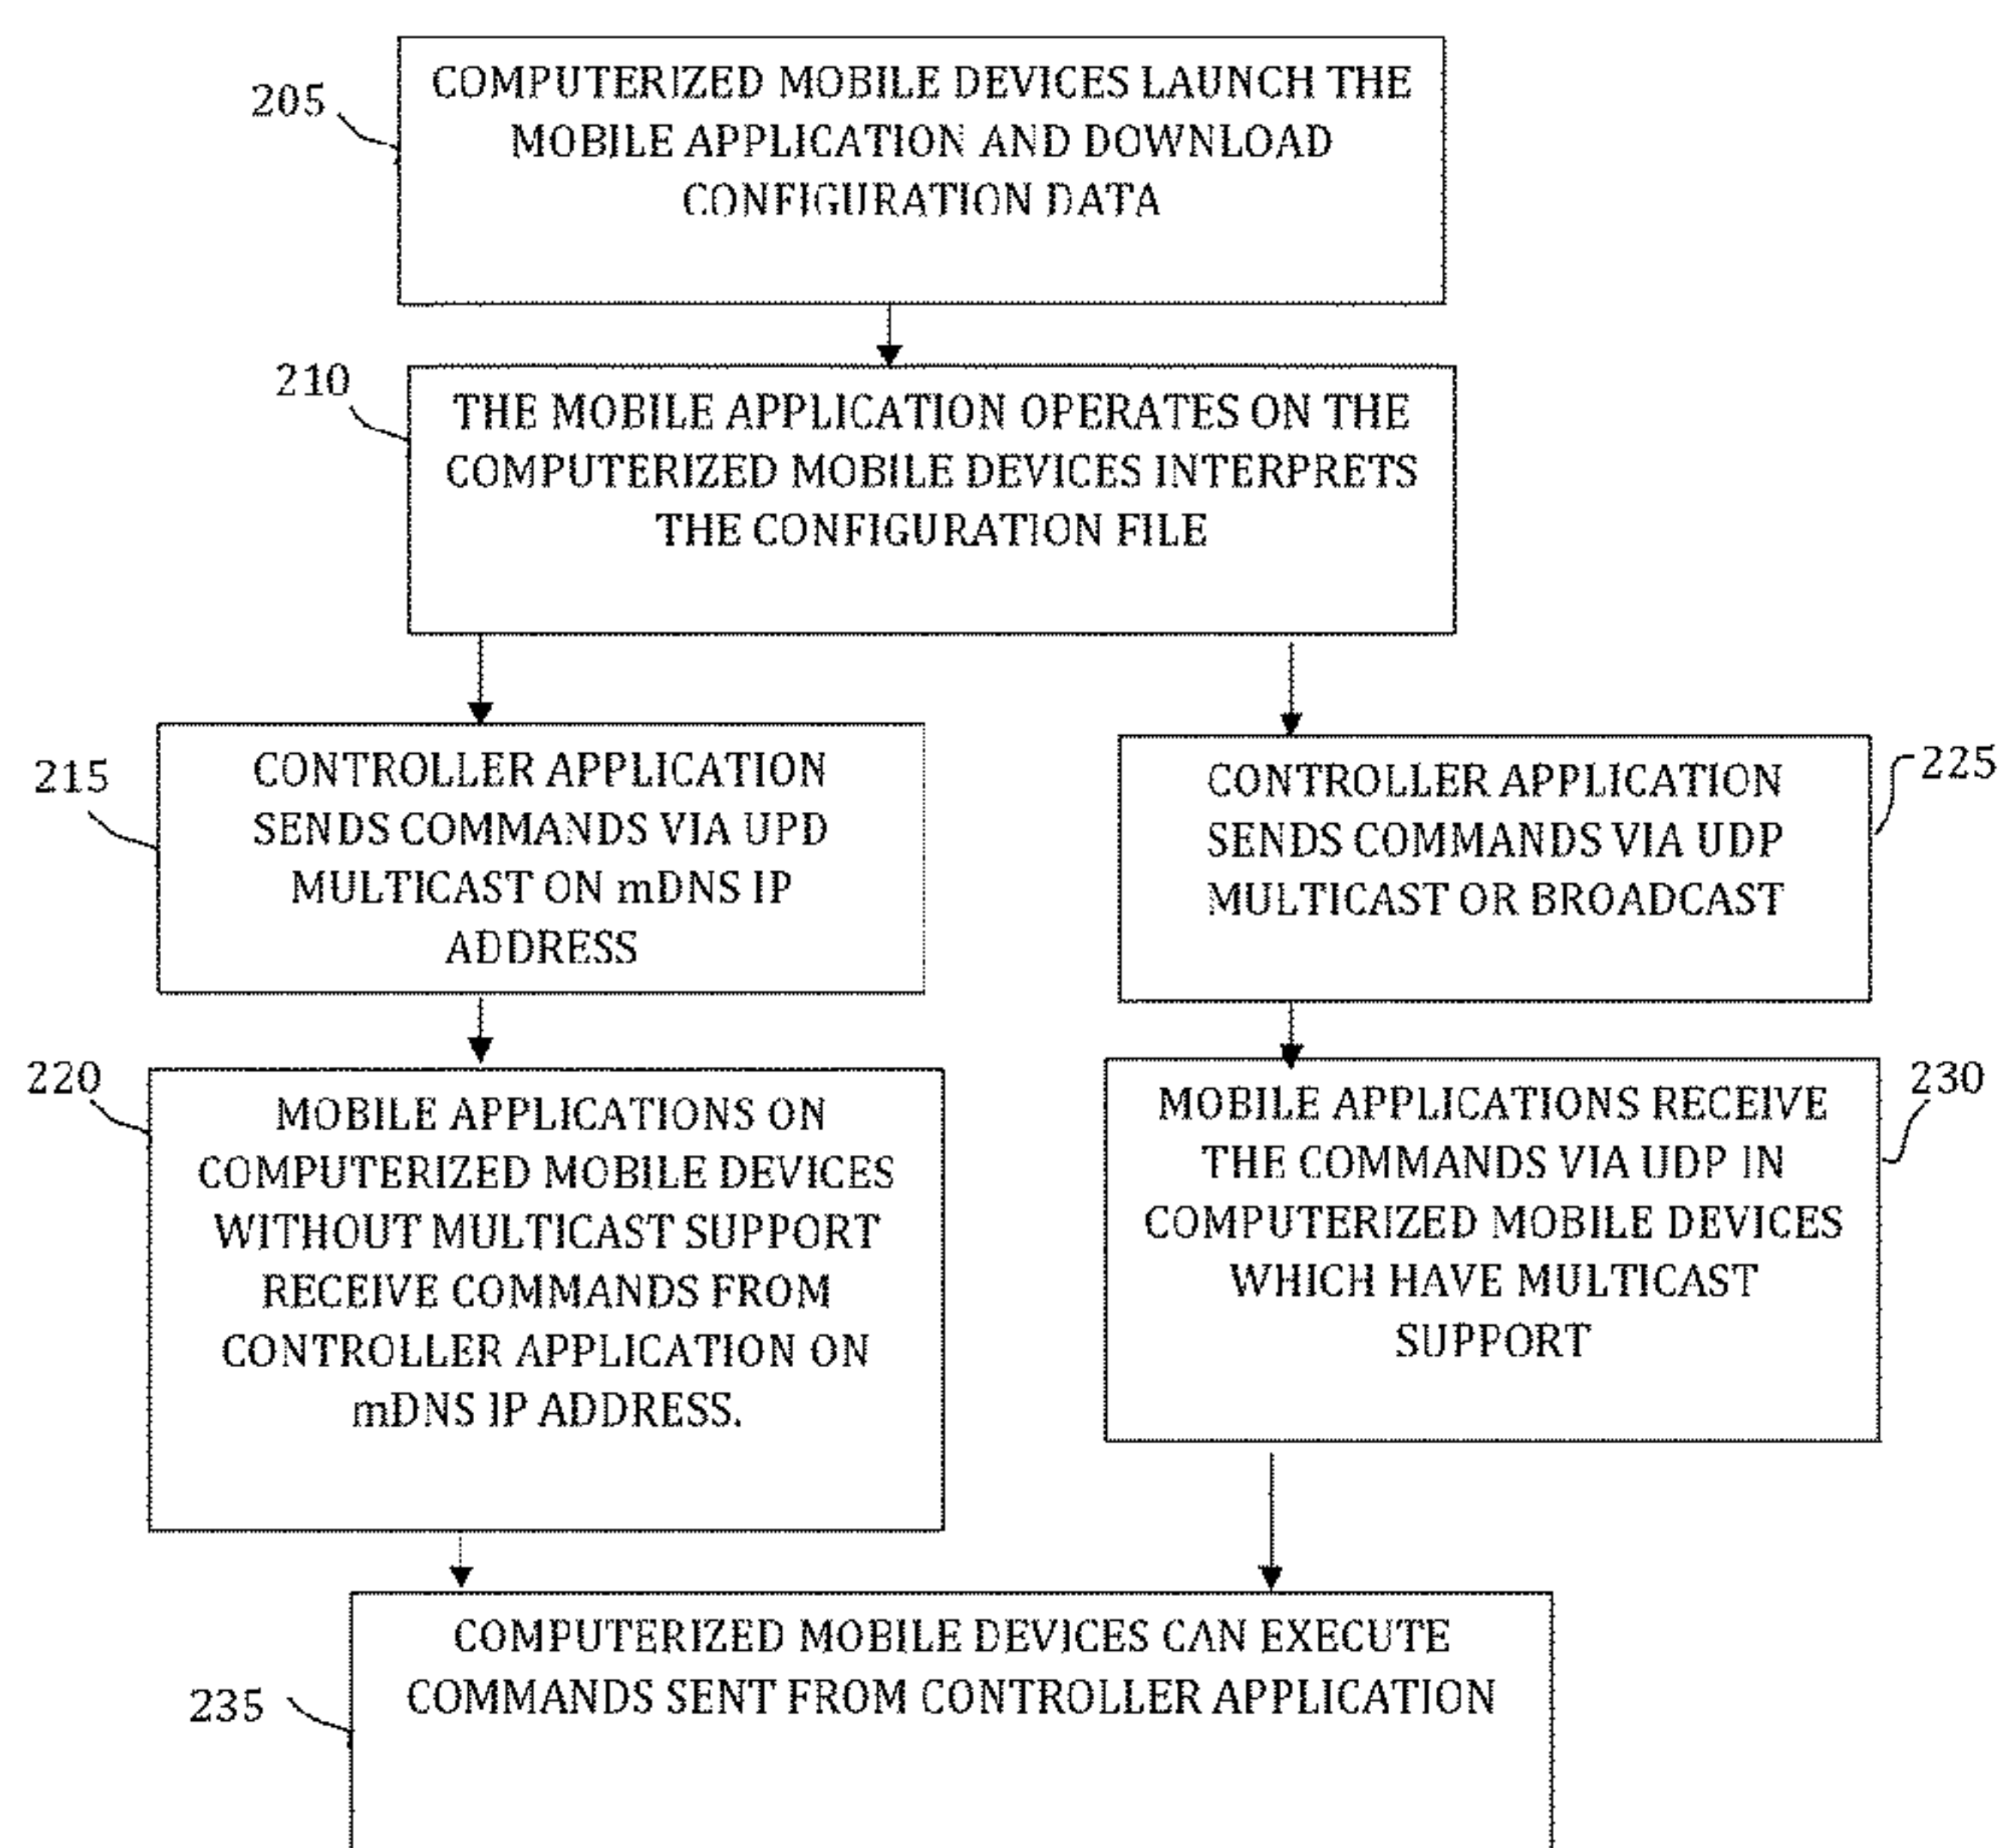 205
COMPUTERIZED MOBILE DEVICES LAUNCH THE
MOBILE APPLICATION AND DOWNLOAD
CONFIGURATION DATA
210
THE MOBILE APPLICATION OPERATES ON THE
COMPUTERIZED MOBILE DEVICES INTERPRETS
THE CONFIGURATION FILE
215
CONTROLLER APPLICATION
SENDS COMMANDS VIA UPD
MULTICAST ON mDNS IP
ADDRESS
225
CONTROLLER APPLICATION
SENDS COMMANDS VIA UDP
MULTICAST OR BROADCAST
220
MOBILE APPLICATIONS ON
COMPUTERIZED MOBILE DEVICES
WITHOUT MULTICAST SUPPORT
RECEIVE COMMANDS FROM
CONTROLLER APPLICATION ON
mDNS IP ADDRESS.
230
MOBILE APPLICATIONS RECEIVE
THE COMMANDS VIA UDP IN
COMPUTERIZED MOBILE DEVICES
WHICH HAVE MULTICAST
SUPPORT
235
COMPUTERIZED MOBILE DEVICES CAN EXECUTE
COMMANDS SENT FROM CONTROLLER APPLICATION